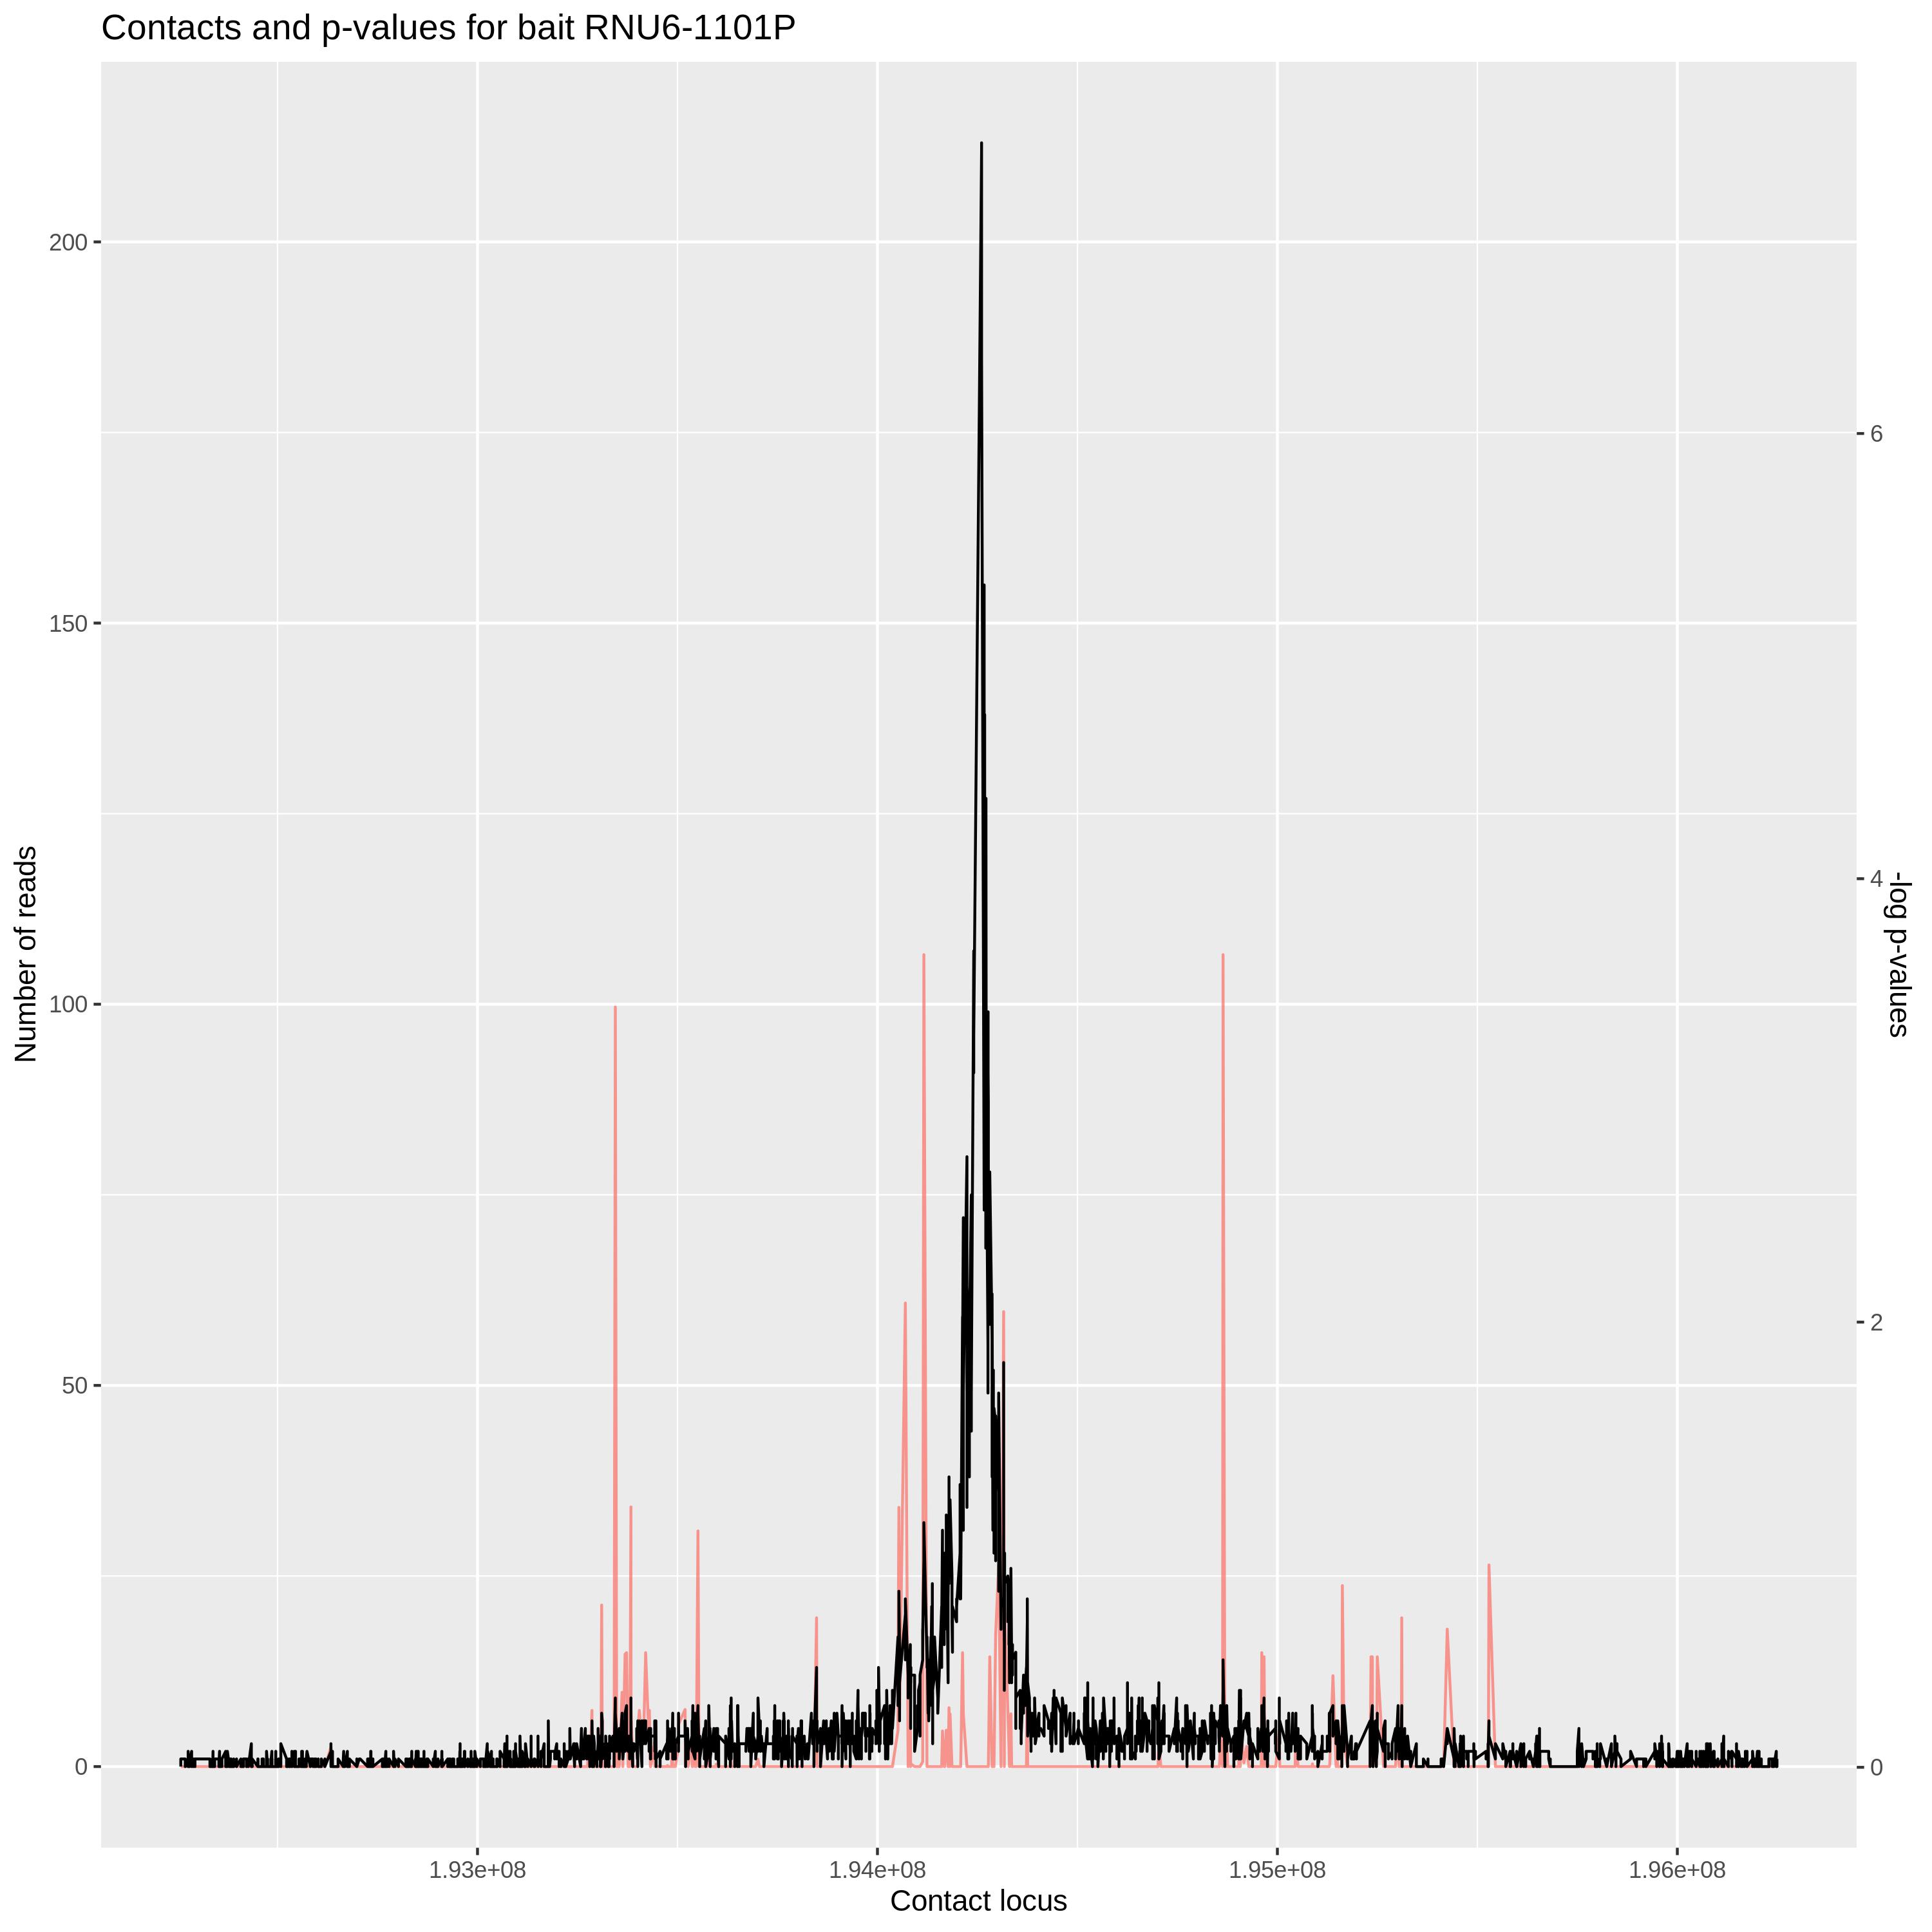 Contacts and p-values for bait RNU6-1101P
200
150
100
50
0
Number of reads
6
4
2
0
-log p-values
1.93e+08
1.94e+08
1.95e+08
1.96e+08
Contact locus